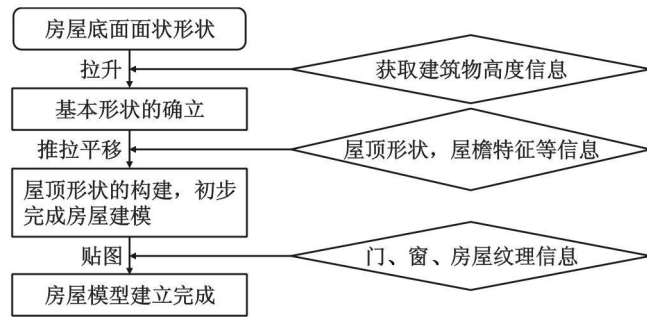 房屋底面面状形状
拉升
获取建筑物高度信息
基本形状的确立
推拉平移
屋顶形状，屋檐特征等信息
屋顶形状的构建，初步
完成房屋建模
贴图
门、窗、房屋纹理信息
房屋模型建立完成